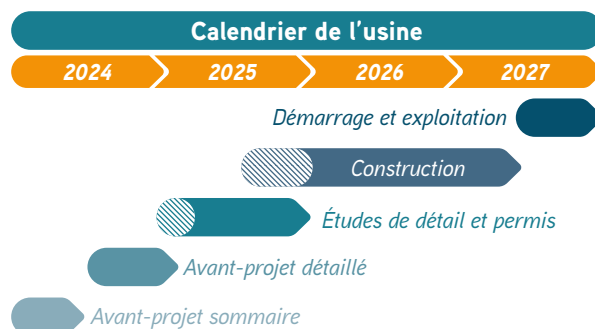 Calendrier de l’usine
2024 2025 2026 2027
Démarrage et exploitation
Construction
Études de détail et permis
Avant-projet détaillé
Avant-projet sommaire